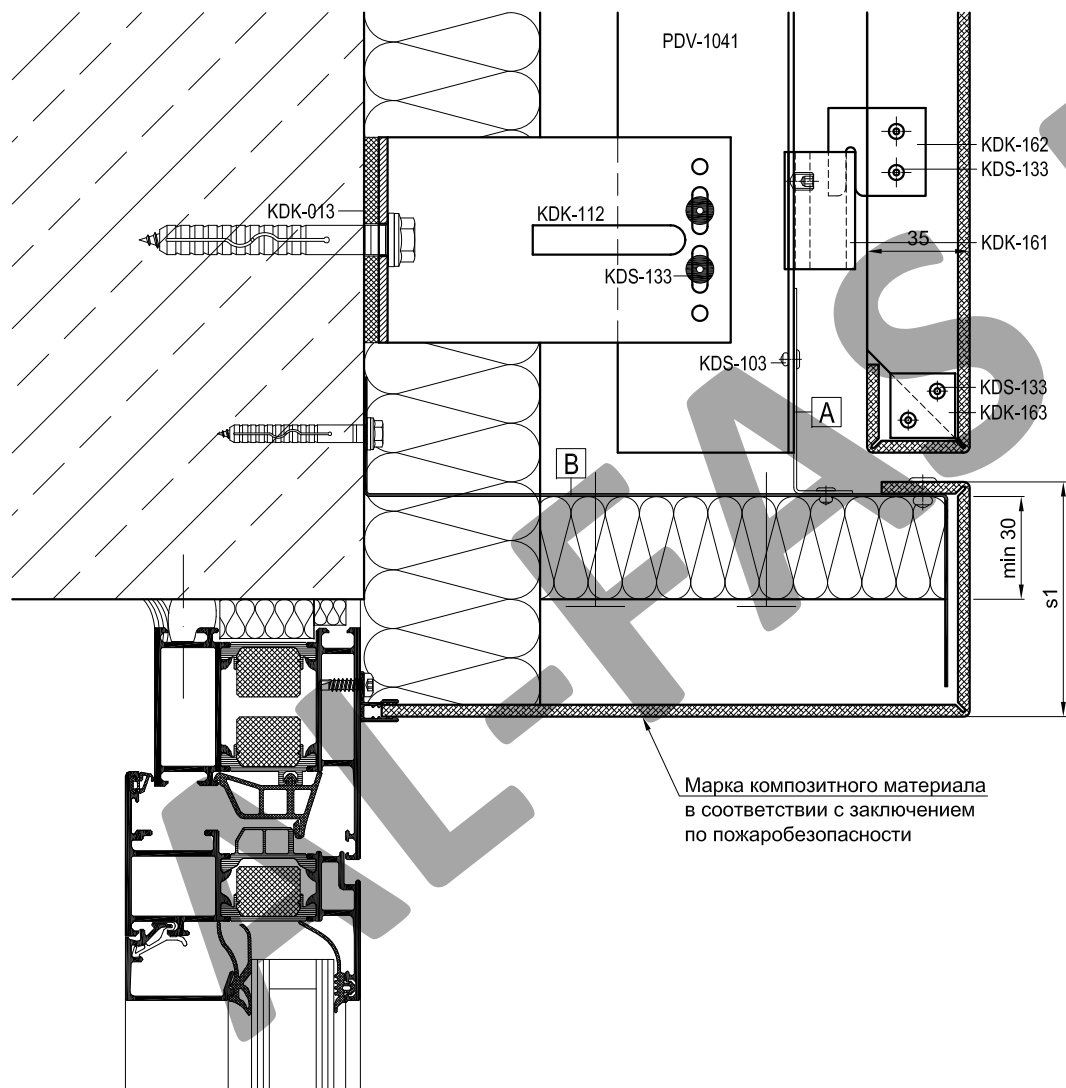 PDV-1041
KDK-162
KDS-133
KDK-013
KDK-112
35
KDK-161
KDS-133
KDS-103
KDS-133
KDK-163
A
B
min 30
s1
Марка композитного материала
в соответствии с заключением
по пожаробезопасности
AL-FAS